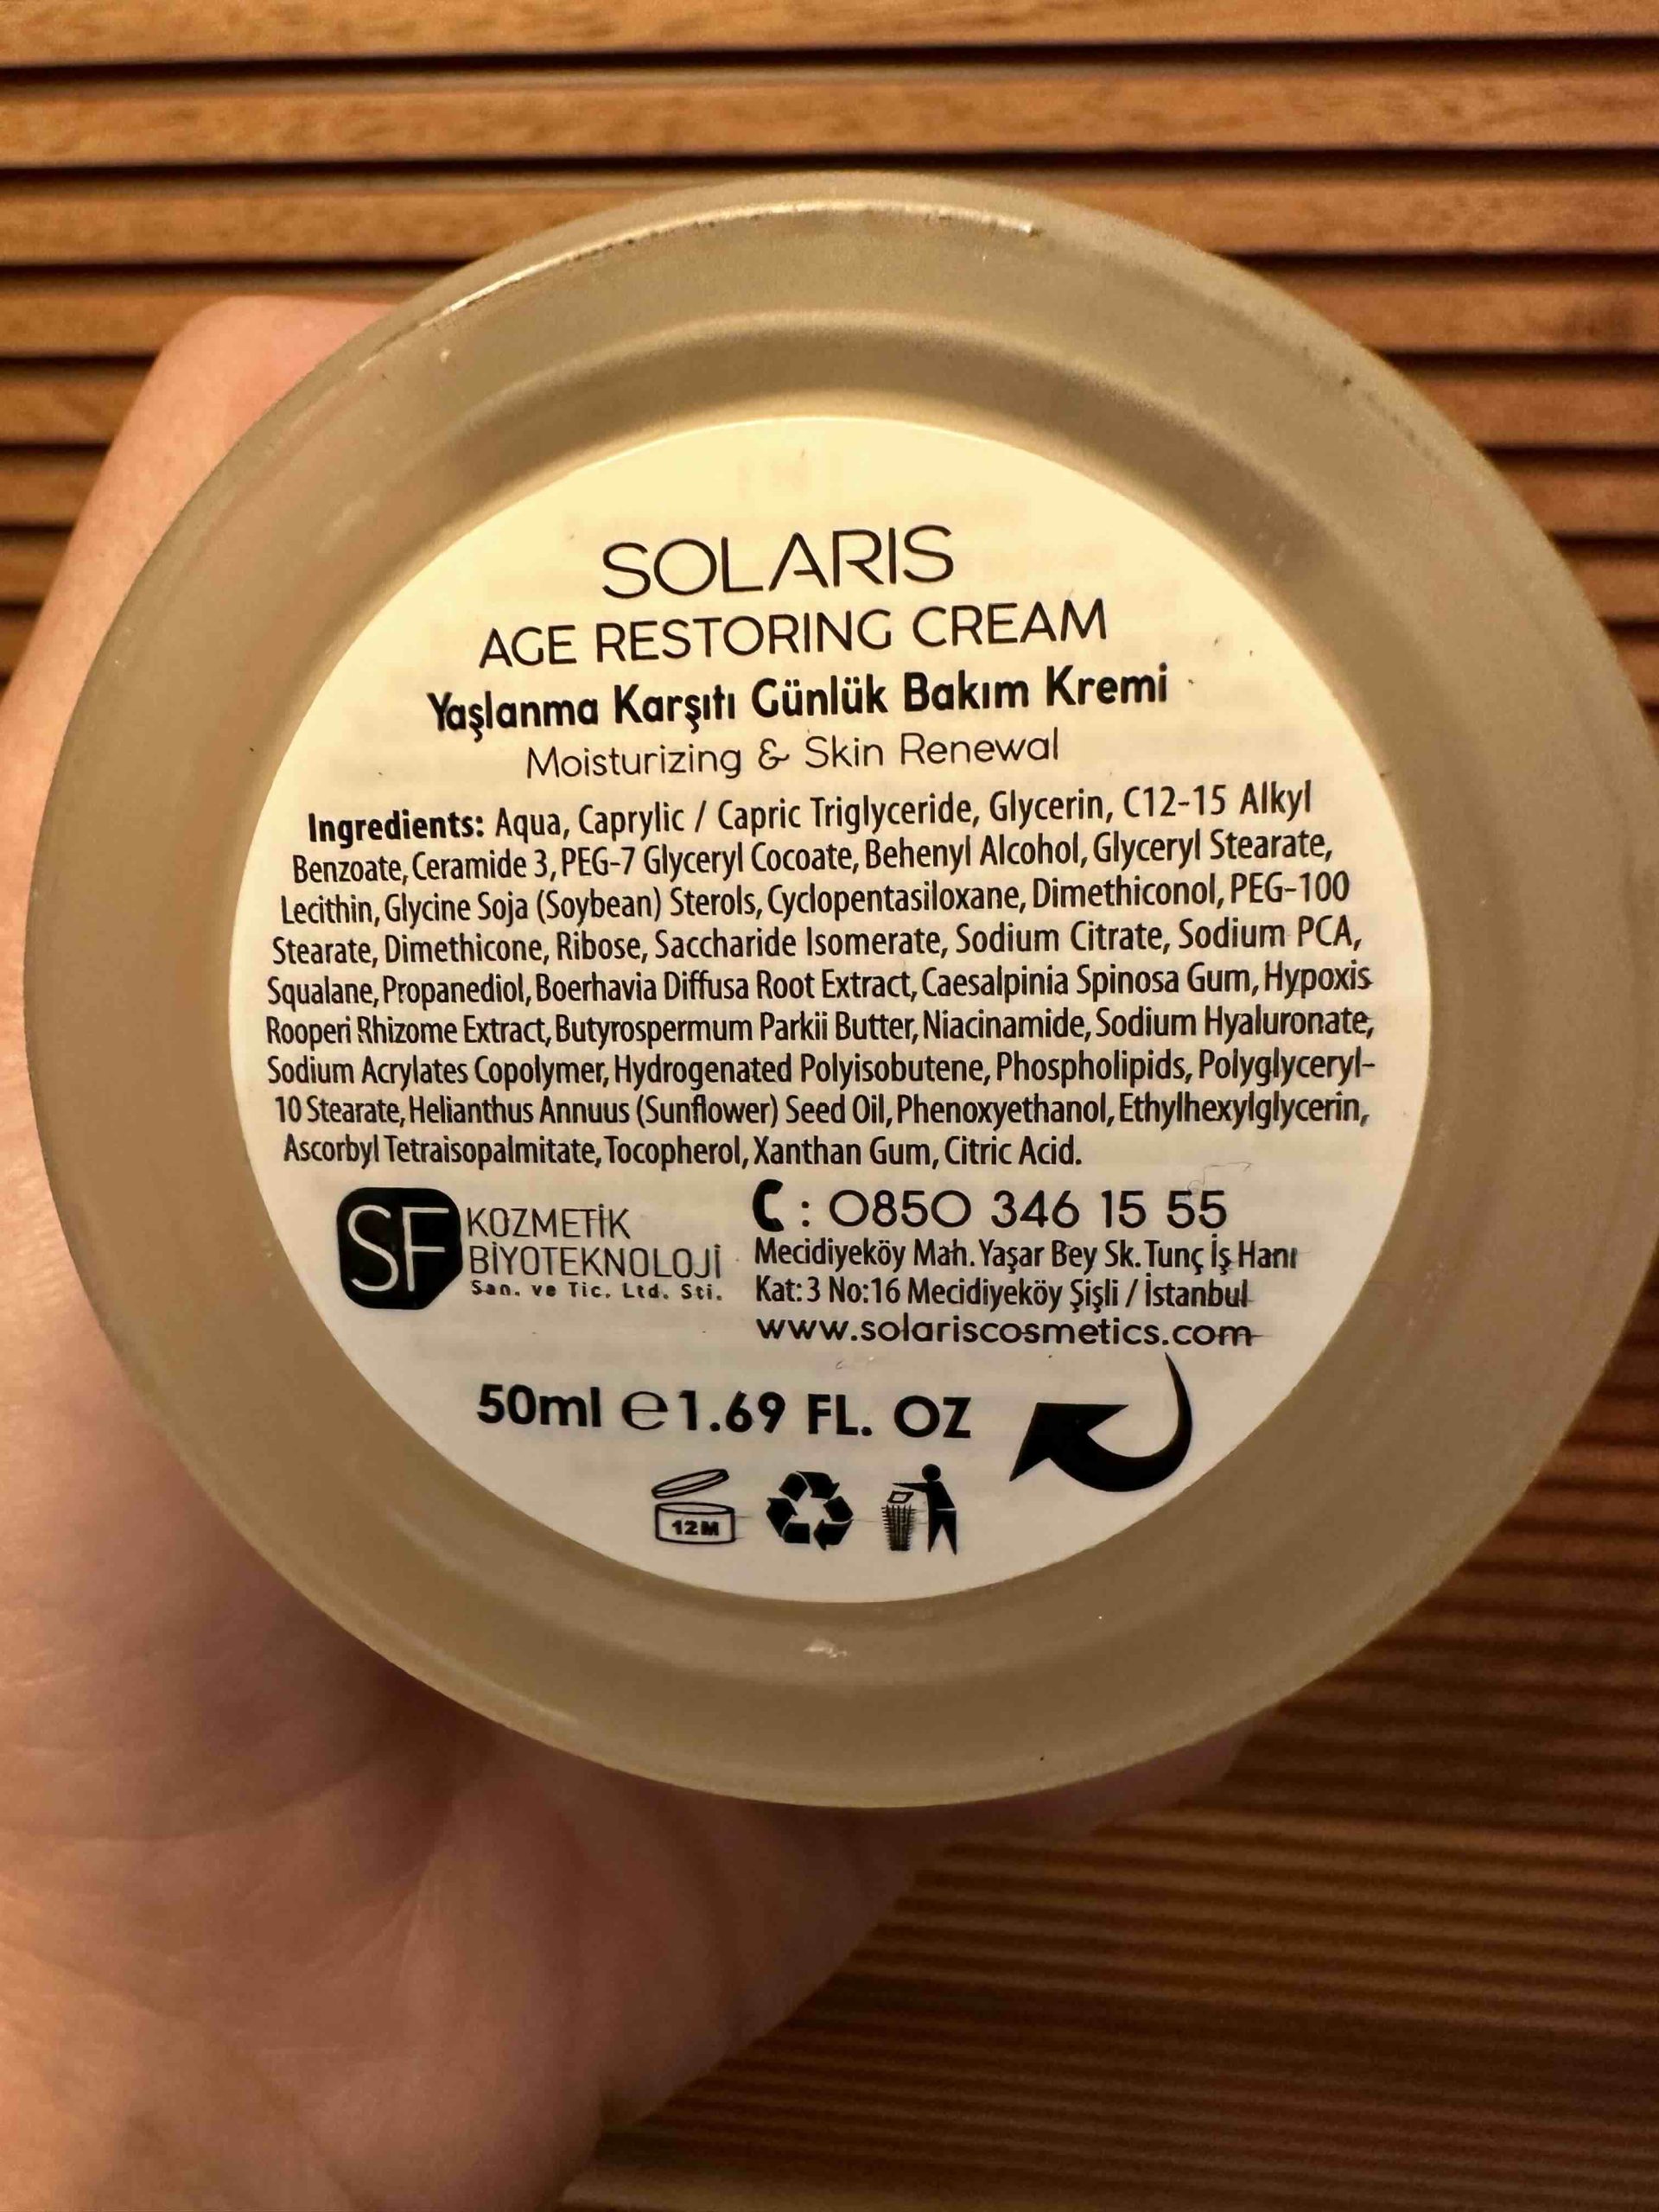 SOLARIS
AGE RESTORING CREAM
Yaşlanma Karşıtı Günlük Bakım Kremi
Moisturizing & Skin Renewal
Ingredients: Aqua, Caprylic / Capric Triglyceride, Glycerin, C12-15 Alkyl
Benzoate, Ceramide 3, PEG-7 Glyceryl Cocoate, Behenyl Alcohol, Glyceryl Stearate,
Lecithin, Glycine Soja (Soybean) Sterols, Cyclopentasiloxane, Dimethiconol, PEG-100
Stearate, Dimethicone, Ribose, Saccharide Isomerate, Sodium Citrate, Sodium PCA,
Squalane, Propanediol, Boerhavia Diffusa Root Extract, Caesalpinia Spinosa Gum, Hypoxis
Rooperi Rhizome Extract, Butyrospermum Parkii Butter, Niacinamide, Sodium Hyaluronate,
Sodium Acrylates Copolymer, Hydrogenated Polyisobutene, Phospholipids, Polyglyceryl-
10 Stearate, Helianthus Annuus (Sunflower) Seed Oil, Phenoxyethanol, Ethylhexylglycerin,
Ascorbyl Tetraisopalmitate, Tocopherol, Xanthan Gum, Citric Acid.
SF
KOZMETİK
BİYOTEKNOLOJİ
San. ve Tic. Ltd. Sti.
: 0850 346 15 55
Mecidiyeköy Mah. Yaşar Bey Sk. Tunç İş Hanı
Kat: 3 No:16 Mecidiyeköy Şişli / İstanbul
www.solariscosmetics.com
50ml e 1.69 FL. OZ
12M